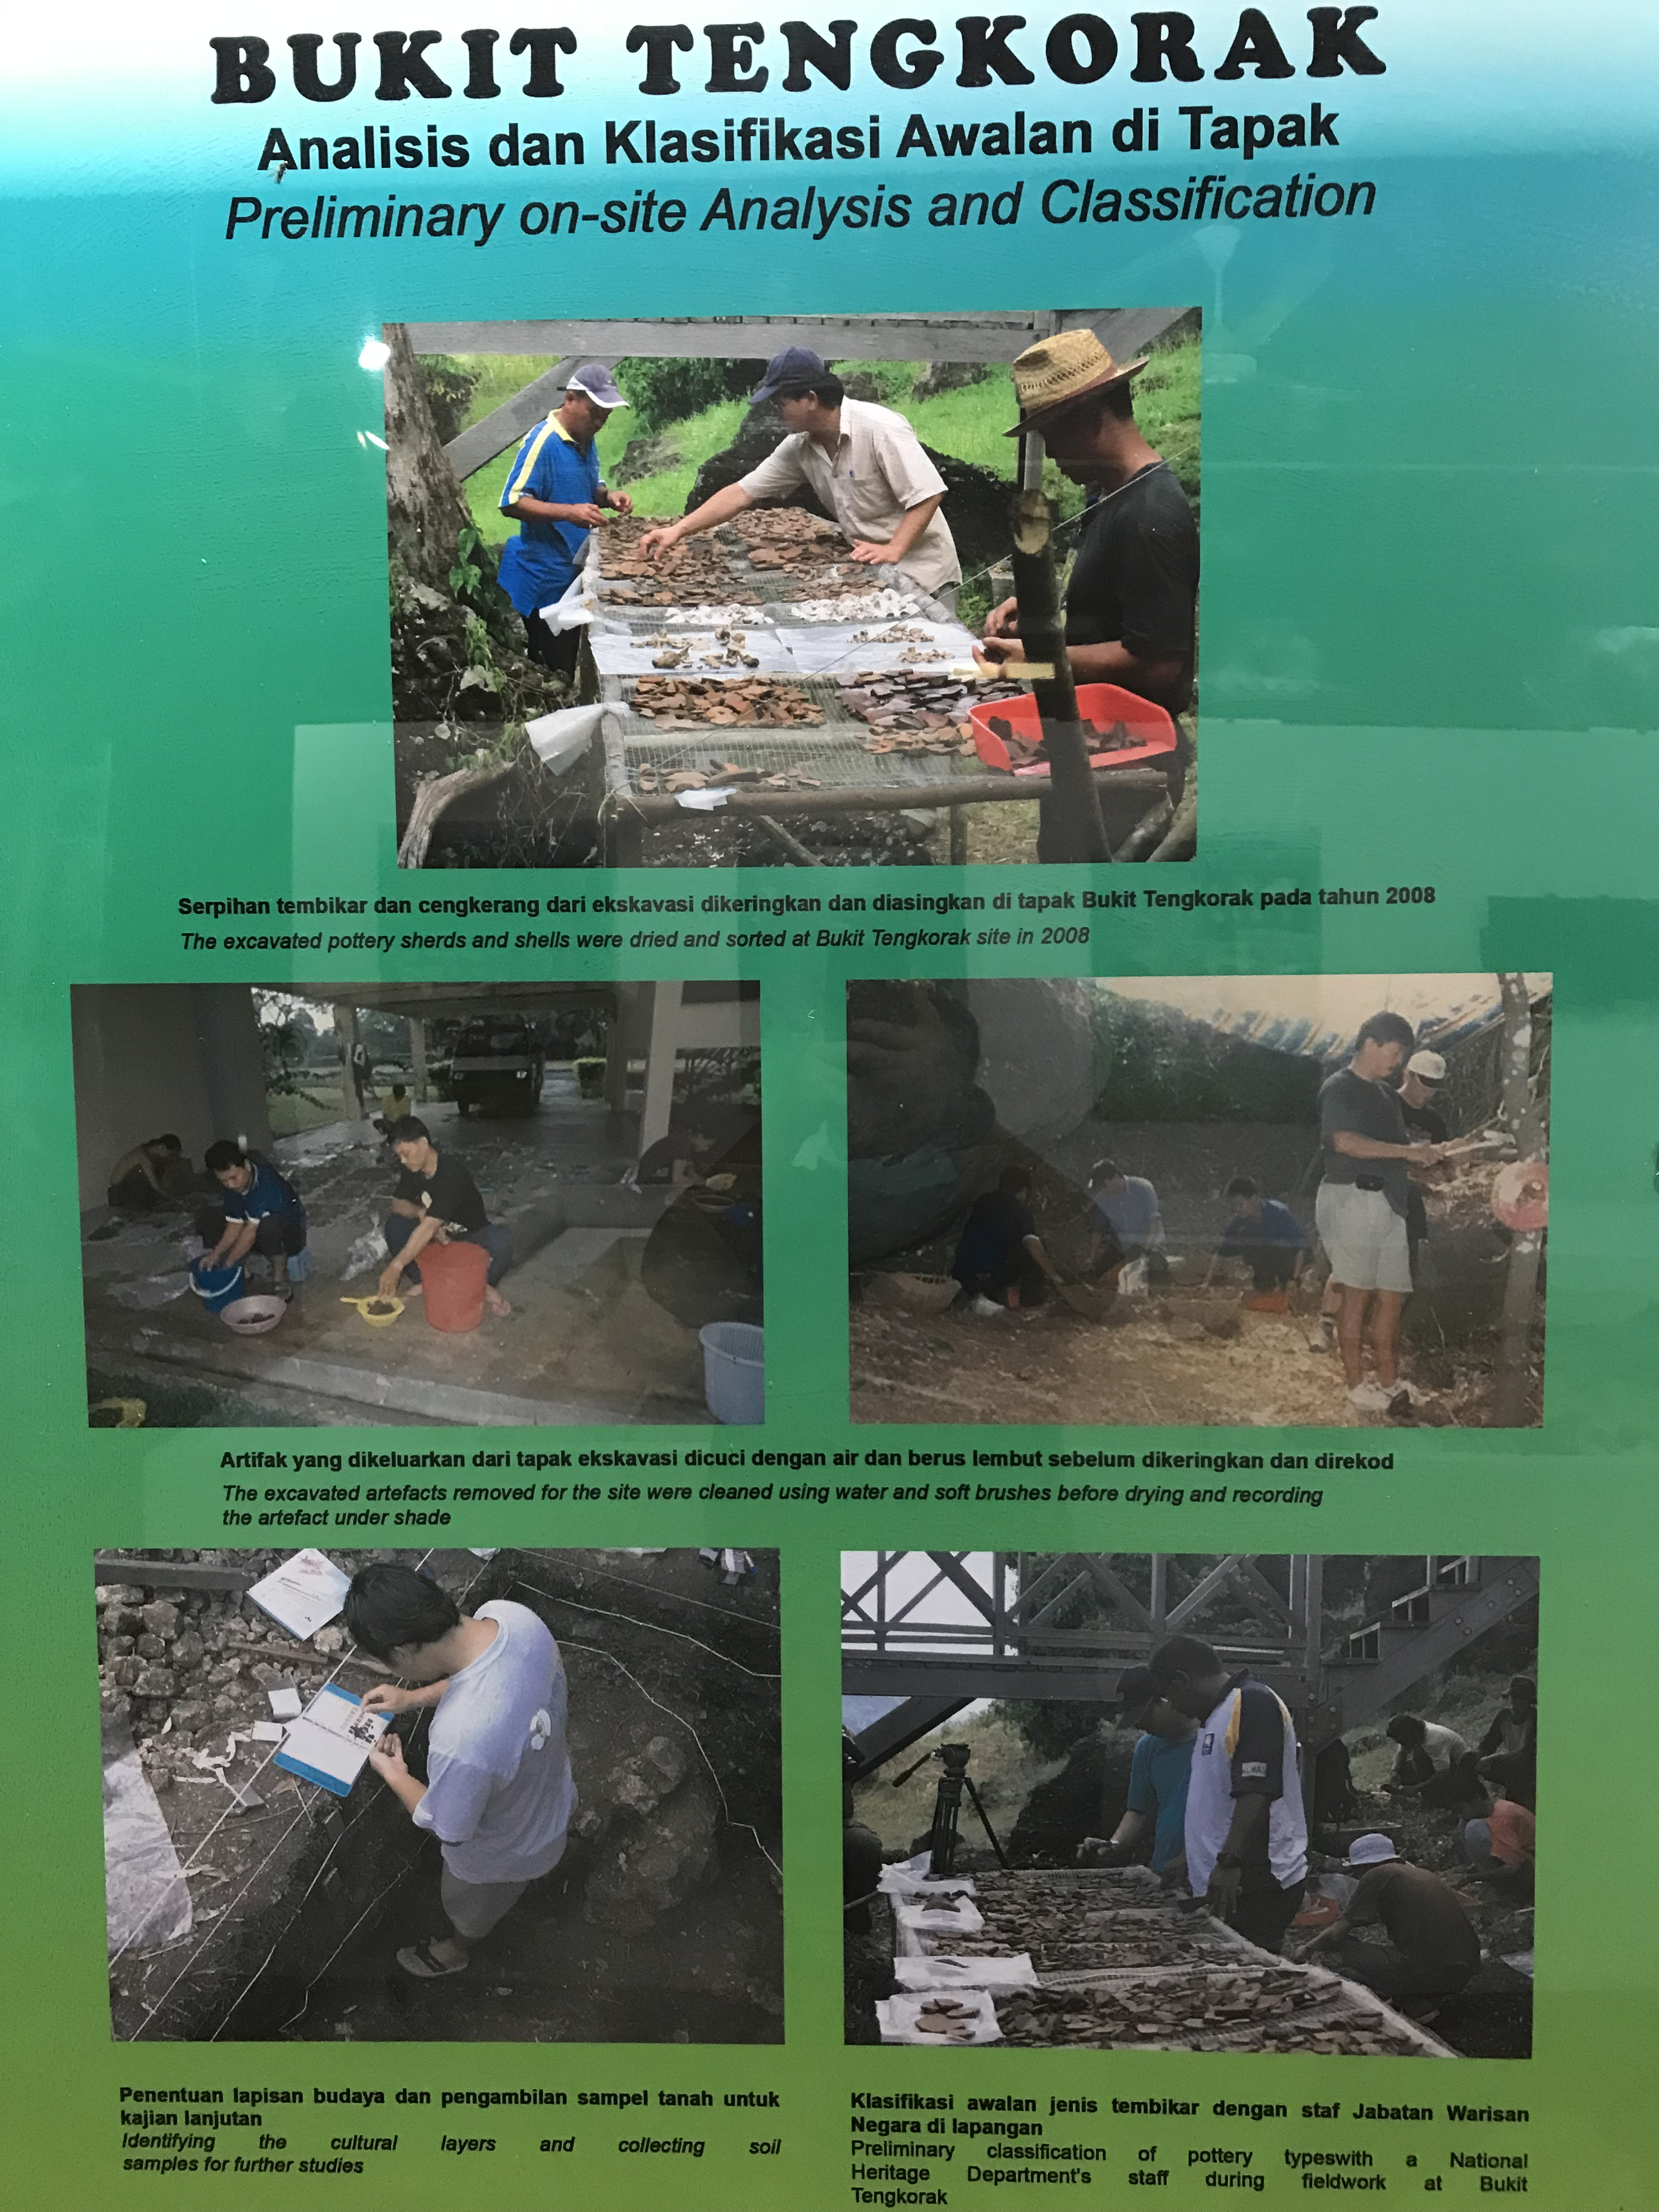 BUKIT TENGKORAK
Analisis dan Klasifikasi Awalan di Tapak
Preliminary on-site Analysis and Classification
Serpihan tembikar dan cengkerang dari ekskavasi dikeringkan dan diasingkan di tapak Bukit Tengkorak pada tahun 2008
The excavated pottery sherds and shells were dried and sorted at Bukit Tengkorak site in 2008
Artifak yang dikeluarkan dari tapak ekskavasi dicuci dengan air dan berus lembut sebelum dikeringkan dan direkod
The excavated artefacts removed for the site were cleaned using water and soft brushes before drying and recording
the artefact under shade
Penentuan lapisan budaya dan pengambilan sampel tanah untuk
kajian lanjutan
Identifying the cultural layers and collecting soil
samples for further studies
Klasifikasi awalan jenis tembikar dengan staf Jabatan Warisan
Negara di lapangan
Preliminary classification of pottery typeswith a National
Heritage Department's staff during fieldwork at Bukit
Tengkorak